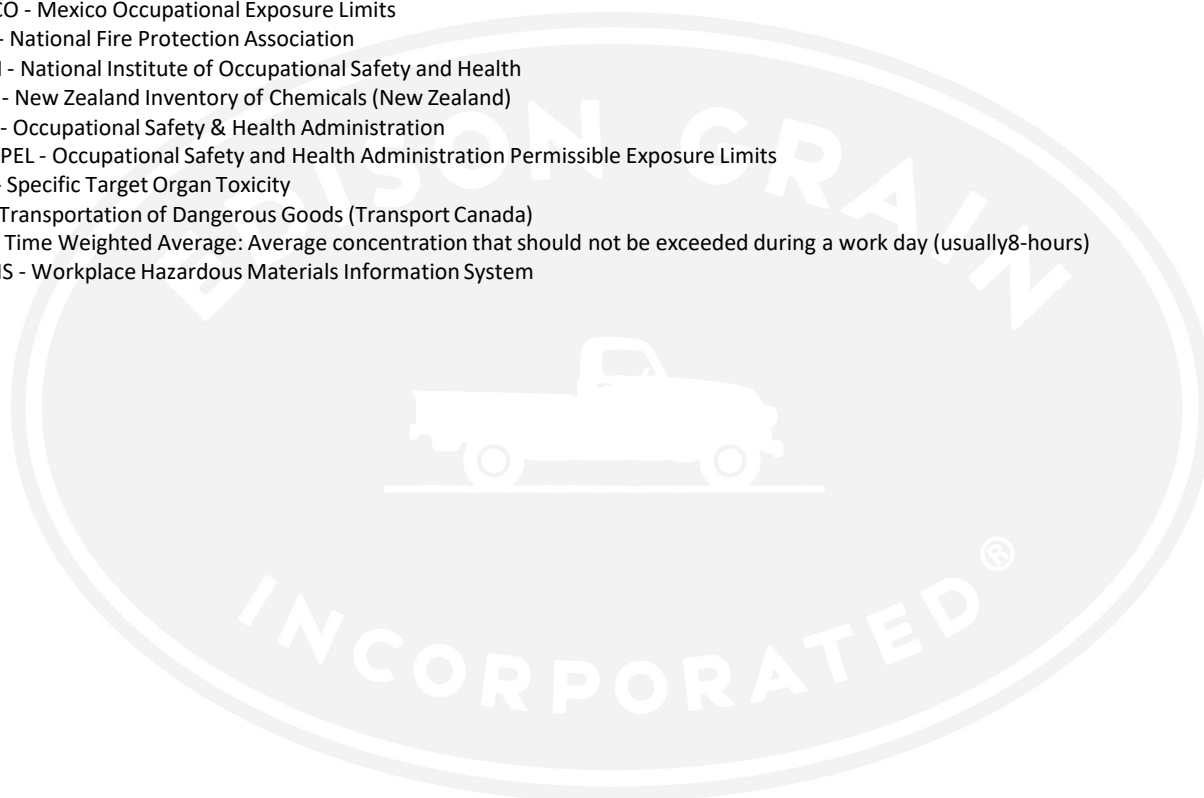 CO - Mexico Occupational Exposure Limits
- National Fire Protection Association
- National Institute of Occupational Safety and Health
- New Zealand Inventory of Chemicals (New Zealand)
- Occupational Safety & Health Administration
PEL - Occupational Safety and Health Administration Permissible Exposure Limits
- Specific Target Organ Toxicity
Transportation of Dangerous Goods (Transport Canada)
Time Weighted Average: Average concentration that should not be exceeded during a work day (usually8-hours)
IS - Workplace Hazardous Materials Information System
EDISON GRAIN
INCORPORATED®